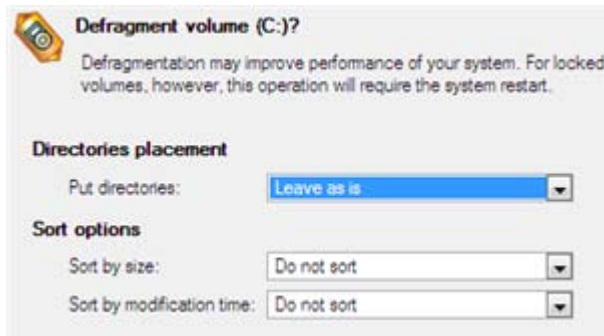 Defragment volume (C:)?
Defragmentation may improve performance of your system. For locked
volumes, however, this operation will require the system restart.
Directories placement
Put directories: Leave as is
Sort options
Sort by size: Do not sort
Sort by modification time: Do not sort